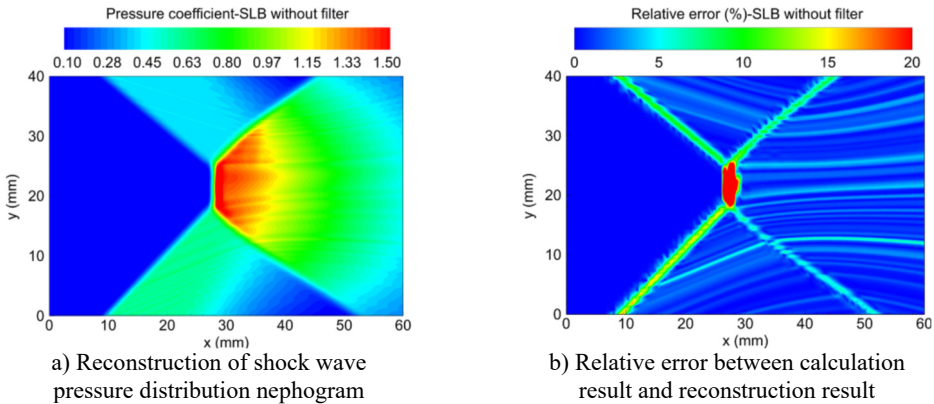 Pressure coefficient-SLB without filter
0.10 0.28 0.45 0.63 0.80 0.97 1.15 1.33 1.50
40
30
20
10
0
y (mm)
0 10 20 30 40 50 60
x (mm)
a) Reconstruction of shock wave
pressure distribution nephogram
Relative error (%)-SLB without filter
0 5 10 15 20
40
30
20
10
0
y (mm)
0 10 20 30 40 50 60
x (mm)
b) Relative error between calculation
result and reconstruction result